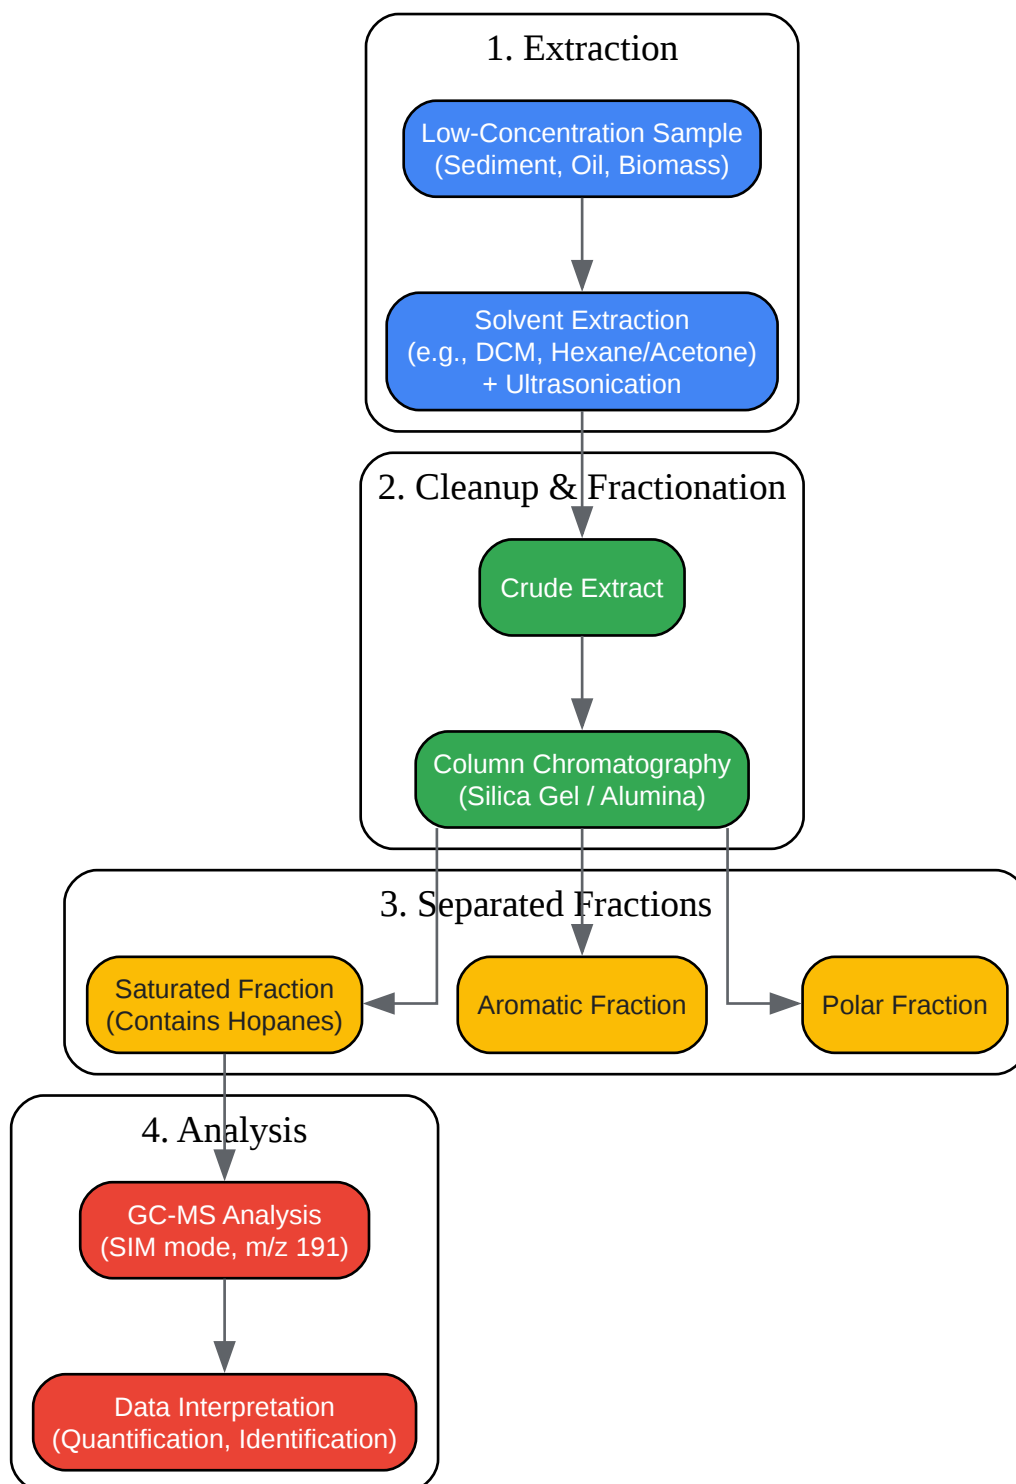 1. Extraction
Low-Concentration Sample
(Sediment, Oil, Biomass)
Solvent Extraction
(e.g., DCM, Hexane/Acetone)
+ Ultrasonication
2. Cleanup & Fractionation
Crude Extract
Column Chromatography
(Silica Gel / Alumina)
3. Separated Fractions
Saturated Fraction
(Contains Hopanes)
Aromatic Fraction
Polar Fraction
4. Analysis
GC-MS Analysis
(SIM mode, m/z 191)
Data Interpretation
(Quantification, Identification)